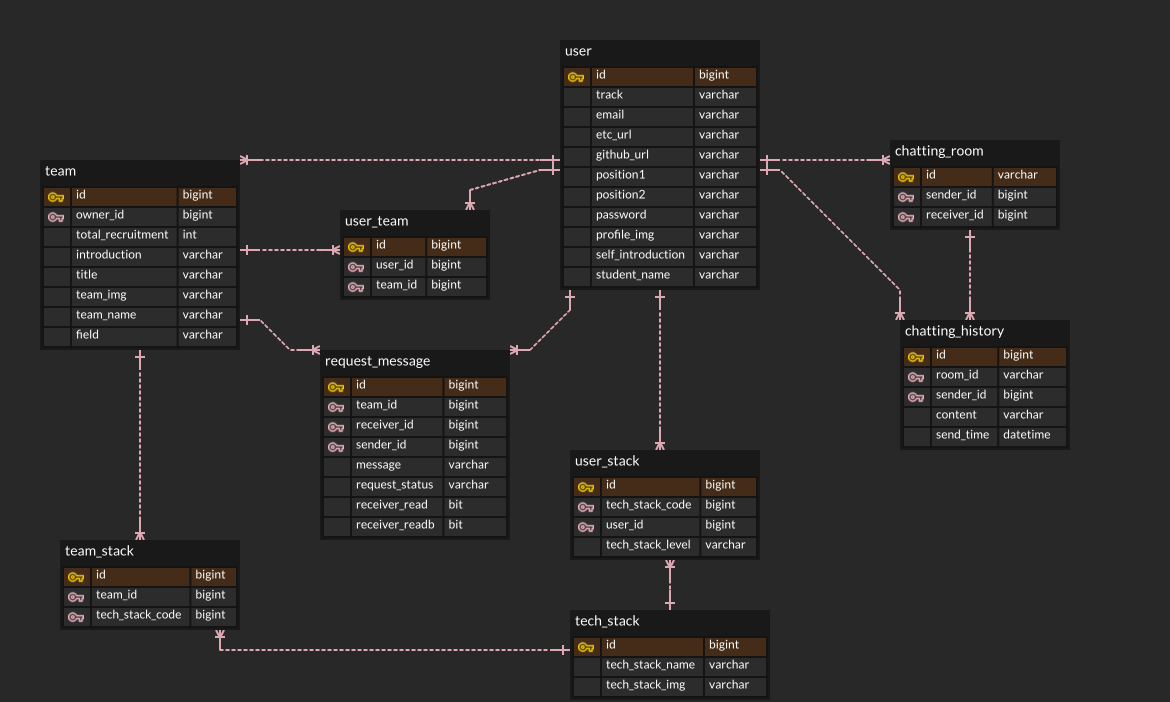 user
id bigint
track varchar
email varchar
etc_url varchar
github_url varchar
position1 varchar
position2 varchar
password varchar
profile_img varchar
self_introduction varchar
student_name varchar
chatting_room
id varchar
sender_id bigint
receiver_id bigint
team
id bigint
owner_id bigint
total_recruitment int
introduction varchar
title varchar
team_img varchar
team_name varchar
field varchar
user_team
id bigint
user_id bigint
team_id bigint
chatting_history
id bigint
room_id varchar
sender_id bigint
content varchar
send_time datetime
request_message
id bigint
team_id bigint
receiver_id bigint
sender_id bigint
message varchar
request_status varchar
receiver_read bit
receiver_readb bit
user_stack
id bigint
tech_stack_code bigint
user_id bigint
tech_stack_level varchar
team_stack
id bigint
team_id bigint
tech_stack_code bigint
tech_stack
id bigint
tech_stack_name varchar
tech_stack_img varchar